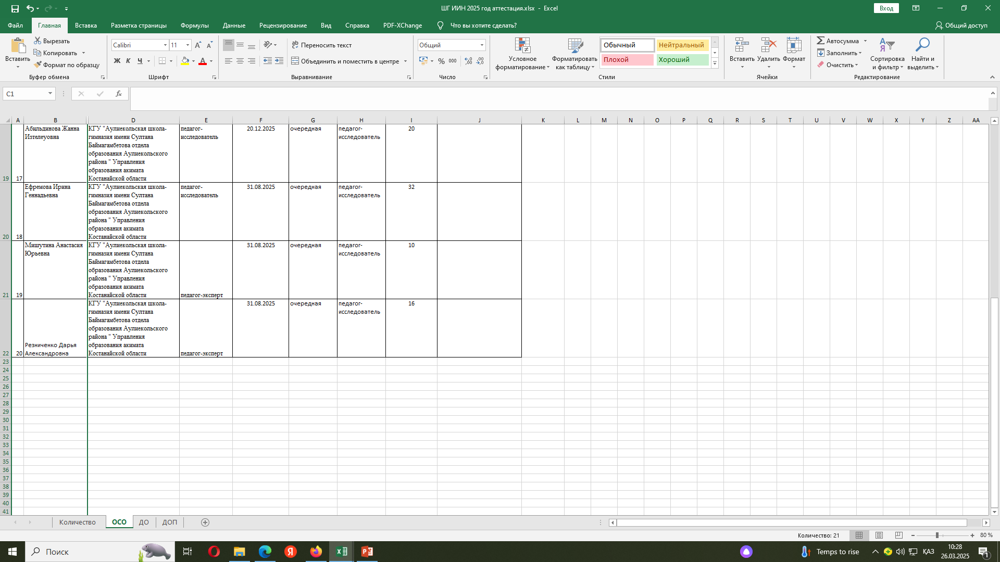 ШГ ИИН 2025 год аттестация.xlsx - Excel
Вход
Файл Главная Вставка Разметка страницы Формулы Данные Рецензирование Вид Справка PDF-XChange Что вы хотите сделать? Общий доступ
Вставить
Вырезать
Копировать
Формат по образцу
Буфер обмена
Calibri 11
Ж К Ч
Шрифт
Переносить текст
Объединить и поместить в центре
Выравнивание
Общий
% 000
Число
Условное форматирование
Форматировать как таблицу
Обычный Нейтральный
Плохой Хороший
Стили
Вставить Удалить Формат
Ячейки
Автосумма
Заполнить
Очистить
Сортировка и фильтр
Найти и выделить
Редактирование
C1 fx
A B D E F G H I J K L M N O P Q R S T U V W X Y Z AA
19
17
Абильдинова Жанна
Изтелеуовна
КГУ "Аулиекольская школа-
гимназия имени Султана
Баймагамбетова отдела
образования Аулиекольского
района " Управления
образования акимата
Костанайской области
педагог-
исследователь
20.12.2025
очередная
педагог-
исследователь
20
20
18
Ефремова Ирина
Геннадьевна
КГУ "Аулиекольская школа-
гимназия имени Султана
Баймагамбетова отдела
образования Аулиекольского
района " Управления
образования акимата
Костанайской области
педагог-
исследователь
31.08.2025
очередная
педагог-
исследователь
32
21
19
Мишутина Анастасия
Юрьевна
КГУ "Аулиекольская школа-
гимназия имени Султана
Баймагамбетова отдела
образования Аулиекольского
района " Управления
образования акимата
Костанайской области
педагог-эксперт
31.08.2025
очередная
педагог-
исследователь
10
22
20
Резниченко Дарья
Александровна
КГУ "Аулиекольская школа-
гимназия имени Султана
Баймагамбетова отдела
образования Аулиекольского
района " Управления
образования акимата
Костанайской области
педагог-эксперт
31.08.2025
очередная
педагог-
исследователь
16
23
24
25
26
27
28
29
30
31
32
33
34
35
36
37
38
39
40
41
Количество ОСО ДО ДОП
Количество: 21
80 %
Поиск
Temps to rise
ҚАЗ
10:28
26.03.2025
1